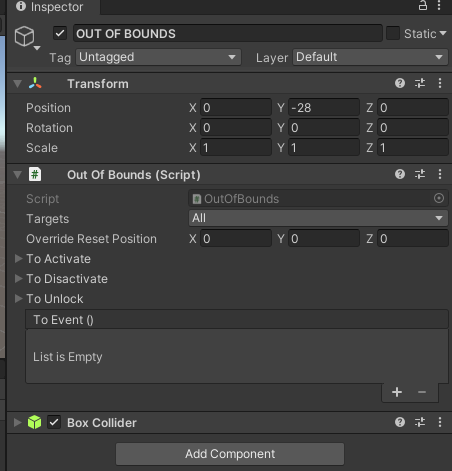 Inspector
OUT OF BOUNDS
Static
Tag Untagged Layer Default
Transform
Position X 0 Y -28 Z 0
Rotation X 0 Y 0 Z 0
Scale X 1 Y 1 Z 1
# Out Of Bounds (Script)
Script # OutOfBounds
Targets All
Override Reset Position X 0 Y 0 Z 0
To Activate
To Disactivate
To Unlock
To Event ()
List is Empty
+ −
Box Collider
Add Component